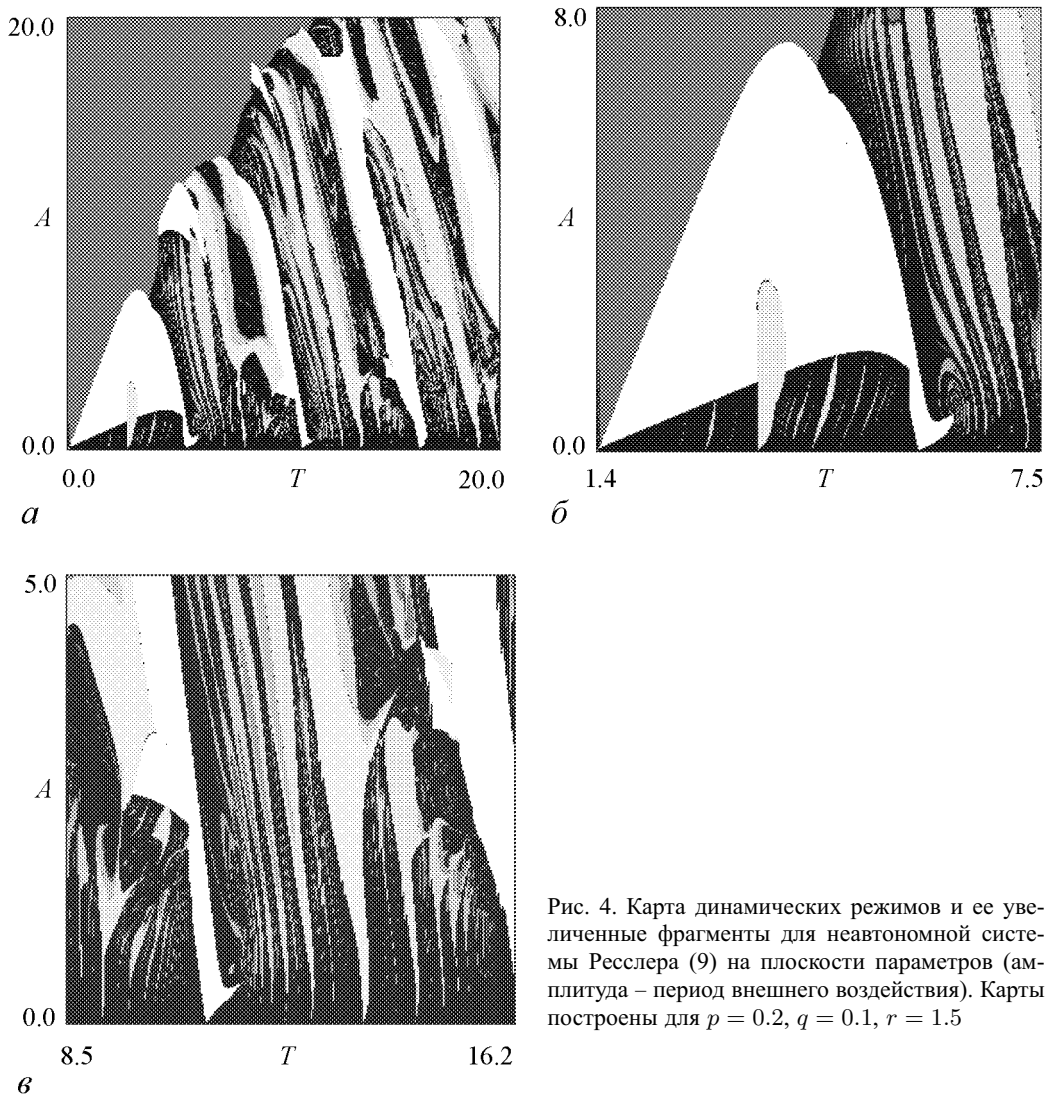 20.0
A
0.0
0.0 T 20.0
а
8.0
A
0.0
1.4 T 7.5
б
5.0
A
0.0
8.5 T 16.2
в
Рис. 4. Карта динамических режимов и ее уве-
личенные фрагменты для неавтономной систе-
мы Ресслера (9) на плоскости параметров (ам-
плитуда – период внешнего воздействия). Карты
построены для p = 0.2, q = 0.1, r = 1.5